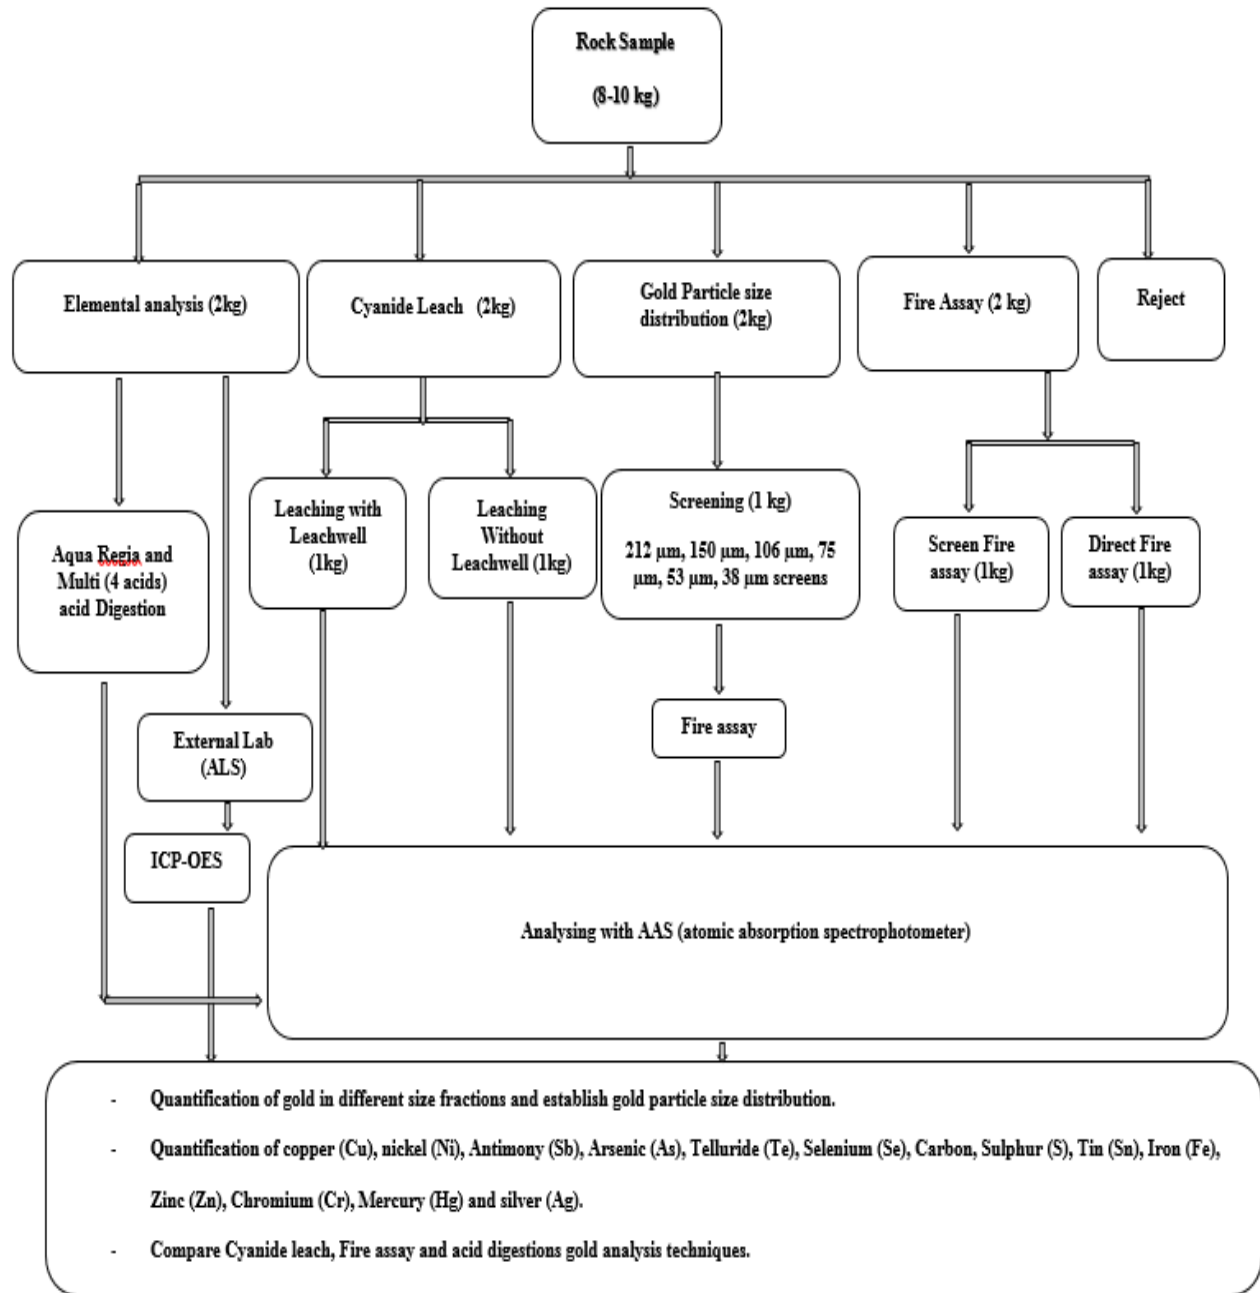 Rock Sample
(8-10 kg)
Elemental analysis (2kg)
Cyanide Leach (2kg)
Gold Particle size
distribution (2kg)
Fire Assay (2 kg)
Reject
Aqua Regia and
Multi (4 acids)
acid Digestion
Leaching with
Leachwell
(1kg)
Leaching
Without
Leachwell (1kg)
Screening (1 kg)
212 µm, 150 µm, 106 µm, 75
µm, 53 µm, 38 µm screens
Screen Fire
assay (1kg)
Direct Fire
assay (1kg)
External Lab
(ALS)
Fire assay
ICP-OES
Analysing with AAS (atomic absorption spectrophotometer)
- Quantification of gold in different size fractions and establish gold particle size distribution.
- Quantification of copper (Cu), nickel (Ni), Antimony (Sb), Arsenic (As), Telluride (Te), Selenium (Se), Carbon, Sulphur (S), Tin (Sn), Iron (Fe),
Zinc (Zn), Chromium (Cr), Mercury (Hg) and silver (Ag).
- Compare Cyanide leach, Fire assay and acid digestions gold analysis techniques.